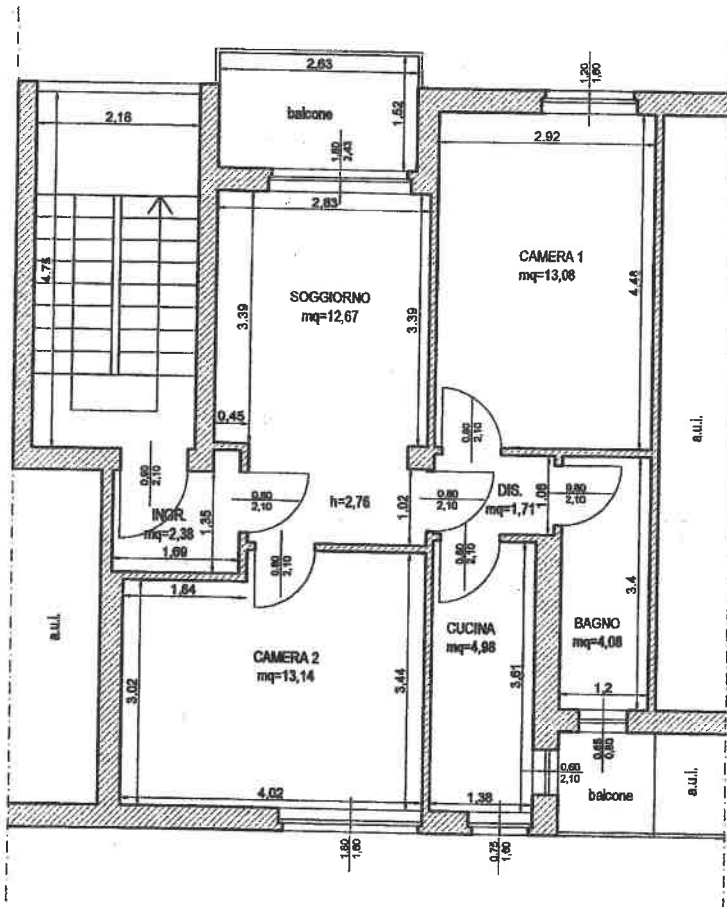 2,63
balcone
1,52
1,60
2,43
1,20
1,60
2,18
2,92
2,83
4,75
CAMERA 1
mq=13,08
4,48
SOGGIORNO
mq=12,67
3,39
3,39
0,45
0,80
2,10
a.u.i.
0,90
2,10
INGR.
mq=2,38
1,35
1,69
0,80
2,10
h=2,76
1,02
0,80
2,10
DIS.
mq=1,71
1,06
0,80
2,10
0,80
2,10
0,80
2,10
1,64
a.u.i.
3,02
CAMERA 2
mq=13,14
3,44
CUCINA
mq=4,98
3,61
BAGNO
mq=4,08
3,4
1,2
0,65
0,80
0,60
2,10
balcone
a.u.i.
4,02
1,38
1,60
0,75
1,60